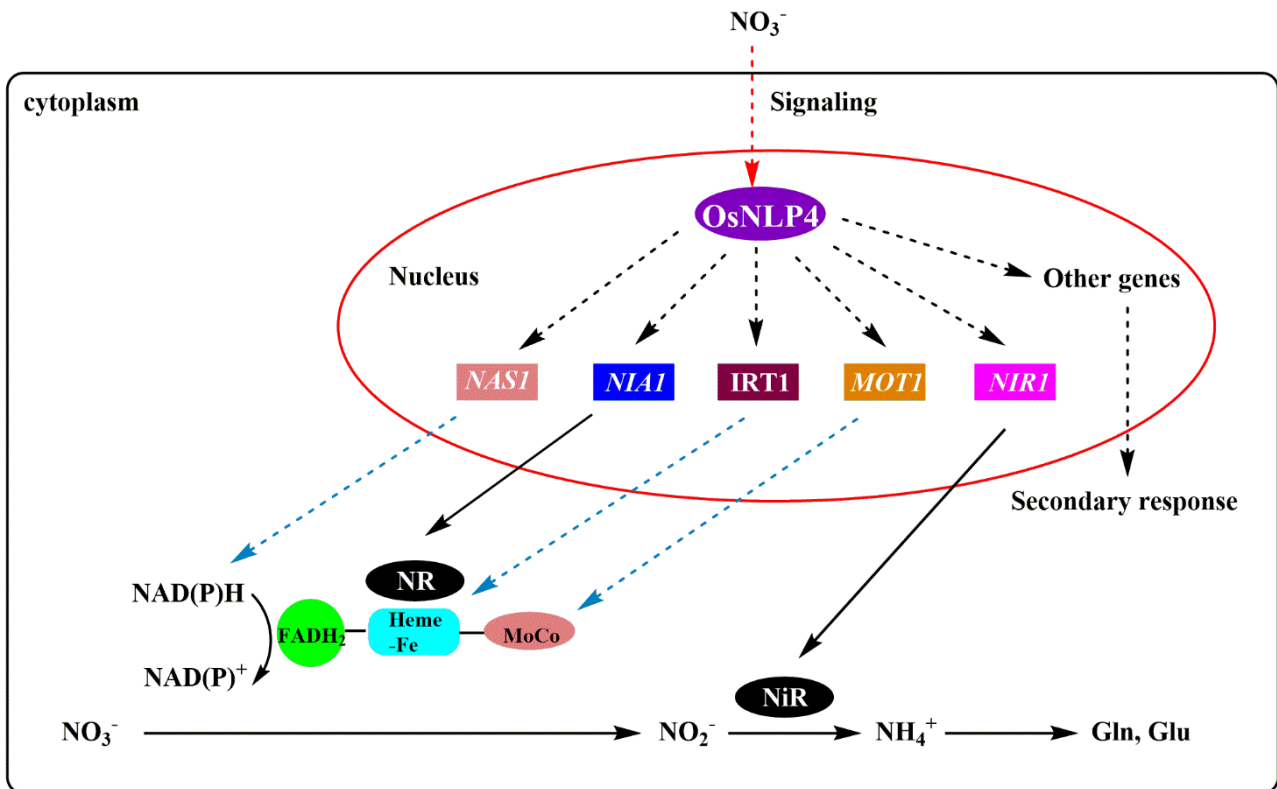 NO₃⁻
cytoplasm
Signaling
OsNLP4
Nucleus
Other genes
NAS1
NIA1
IRT1
MOT1
NIR1
Secondary response
NR
NAD(P)H
Heme
-Fe
FADH₂
MoCo
NAD(P)⁺
NiR
NO₃⁻
NO₂⁻
NH₄⁺
Gln, Glu